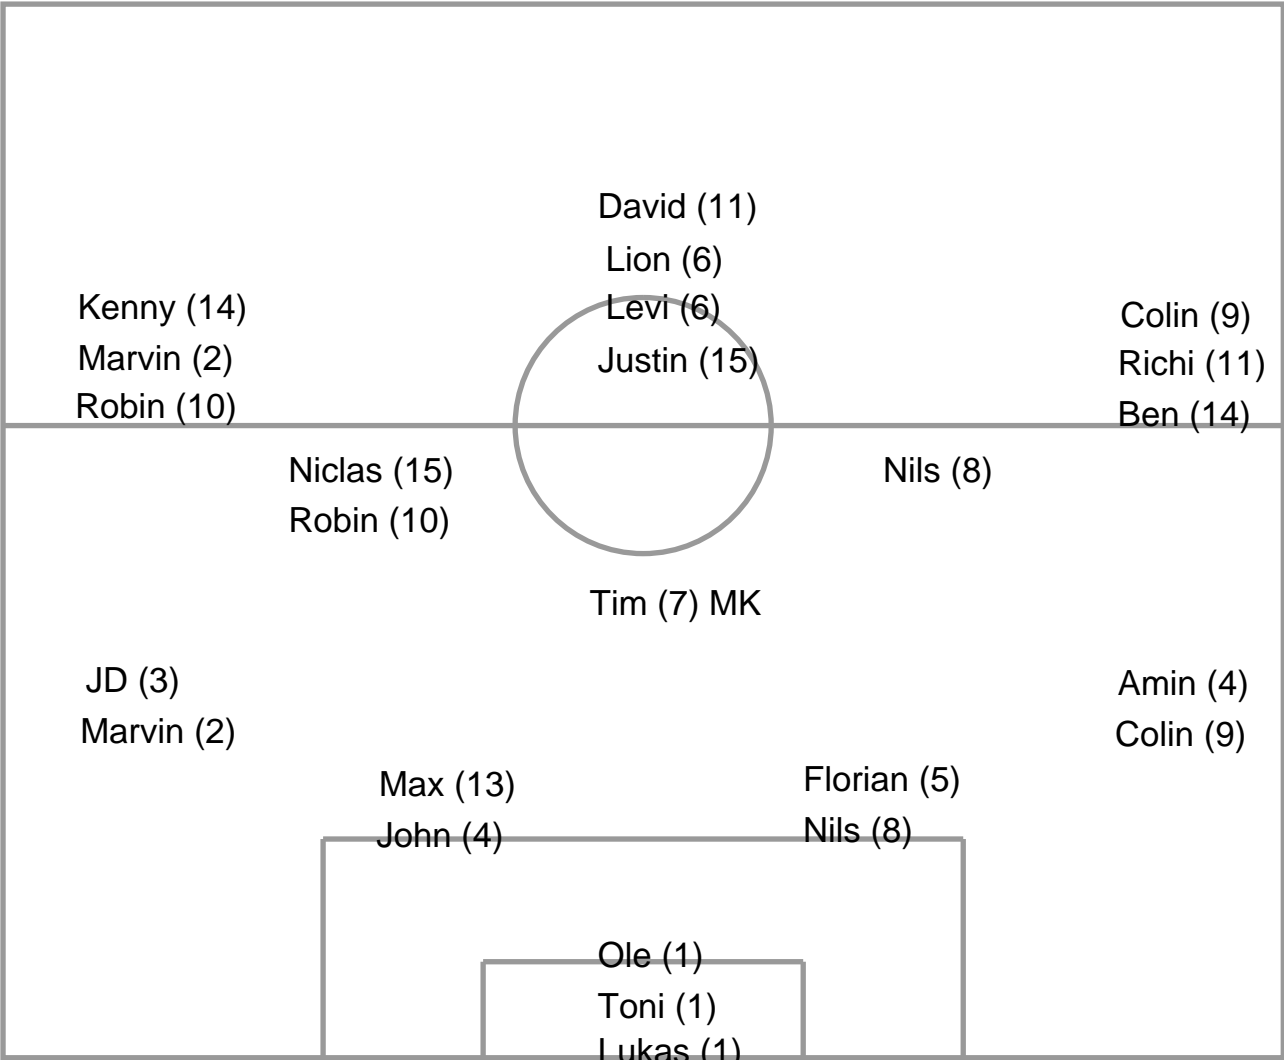 David (11)
Lion (6)
Levi (6)
Justin (15)
Kenny (14)
Marvin (2)
Robin (10)
Colin (9)
Richi (11)
Ben (14)
Niclas (15)
Robin (10)
Nils (8)
Tim (7) MK
JD (3)
Marvin (2)
Amin (4)
Colin (9)
Max (13)
John (4)
Florian (5)
Nils (8)
Ole (1)
Toni (1)
Lukas (1)